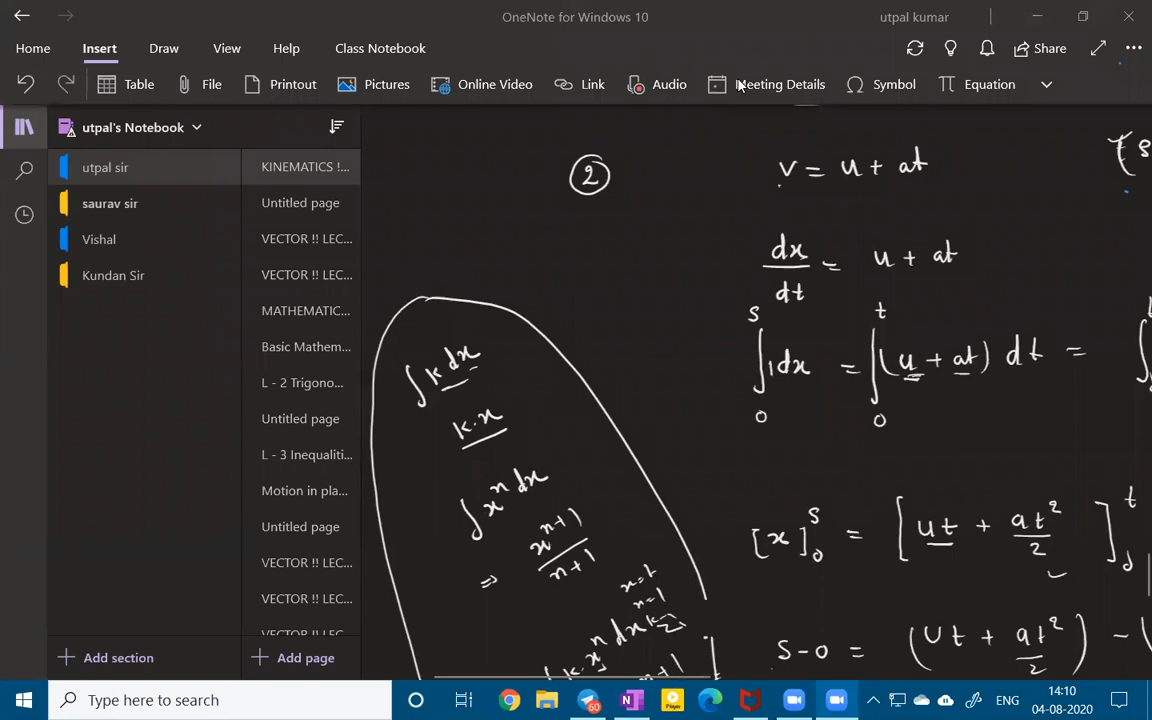 OneNote for Windows 10
utpal kumar
Home Insert Draw View Help Class Notebook
Share
Table File Printout Pictures Online Video Link Audio Meeting Details Symbol Equation
utpal's Notebook
utpal sir
saurav sir
Vishal
Kundan Sir
KINEMATICS !...
Untitled page
VECTOR !! LEC...
VECTOR !! LEC...
MATHEMATIC...
Basic Mathem...
L - 2 Trigono...
Untitled page
L - 3 Inequaliti...
Motion in pla...
Untitled page
VECTOR !! LEC...
VECTOR !! LEC...
Add section
Add page
②
v = u + at
dx/dt = u + at
∫₀ˢ 1dx = ∫₀ᵗ (u + at) dt =
[x]₀ˢ = [ut + at²/2]₀ᵗ
s - 0 = (ut + at²/2) -
∫k dx
k·x
∫xⁿ dx
⇒ xⁿ⁺¹/n+1
Type here to search
60
Player
ENG
14:10
04-08-2020